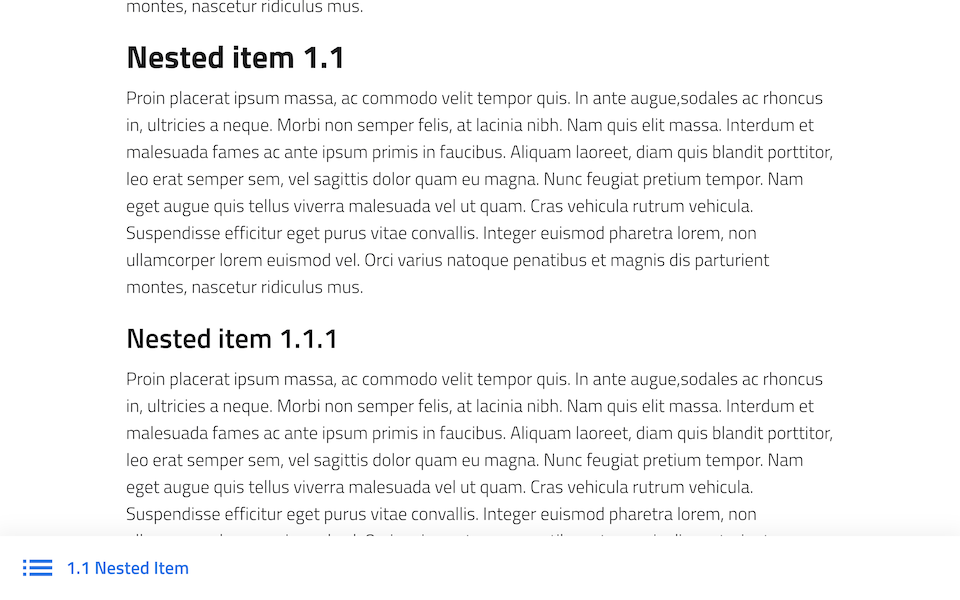 montes, nascetur ridiculus mus.
Nested item 1.1
Proin placerat ipsum massa, ac commodo velit tempor quis. In ante augue,sodales ac rhoncus
in, ultricies a neque. Morbi non semper felis, at lacinia nibh. Nam quis elit massa. Interdum et
malesuada fames ac ante ipsum primis in faucibus. Aliquam laoreet, diam quis blandit porttitor,
leo erat semper sem, vel sagittis dolor quam eu magna. Nunc feugiat pretium tempor. Nam
eget augue quis tellus viverra malesuada vel ut quam. Cras vehicula rutrum vehicula.
Suspendisse efficitur eget purus vitae convallis. Integer euismod pharetra lorem, non
ullamcorper lorem euismod vel. Orci varius natoque penatibus et magnis dis parturient
montes, nascetur ridiculus mus.
Nested item 1.1.1
Proin placerat ipsum massa, ac commodo velit tempor quis. In ante augue,sodales ac rhoncus
in, ultricies a neque. Morbi non semper felis, at lacinia nibh. Nam quis elit massa. Interdum et
malesuada fames ac ante ipsum primis in faucibus. Aliquam laoreet, diam quis blandit porttitor,
leo erat semper sem, vel sagittis dolor quam eu magna. Nunc feugiat pretium tempor. Nam
eget augue quis tellus viverra malesuada vel ut quam. Cras vehicula rutrum vehicula.
Suspendisse efficitur eget purus vitae convallis. Integer euismod pharetra lorem, non
1.1 Nested Item